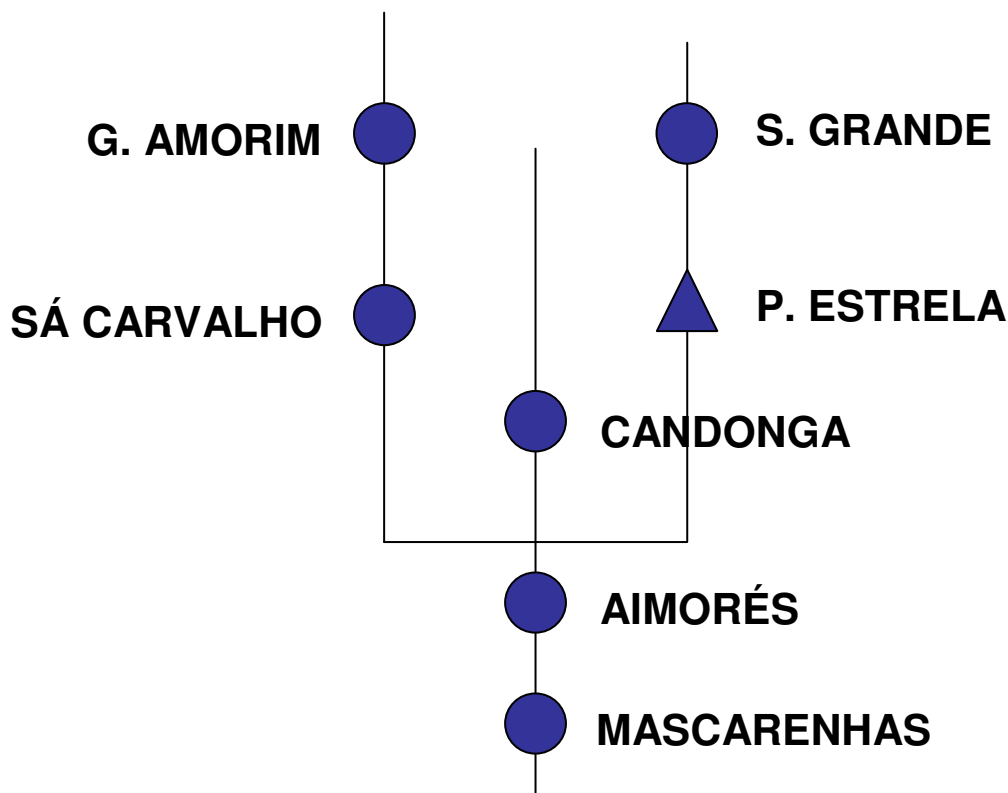 G. AMORIM
S. GRANDE
SÁ CARVALHO
P. ESTRELA
CANDONGA
AIMORÉS
MASCARENHAS